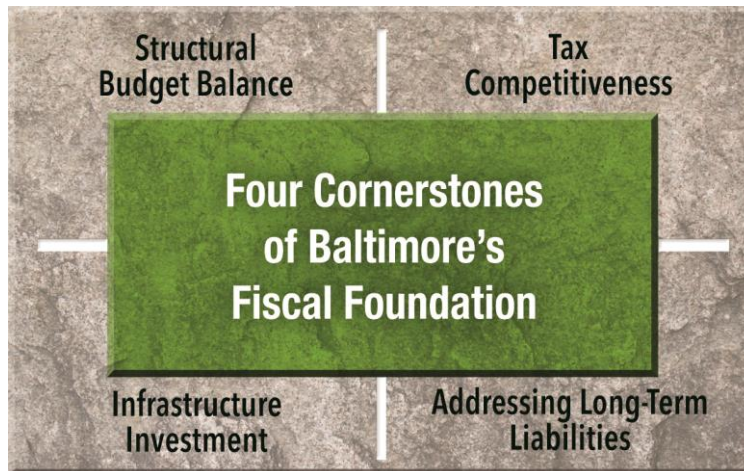 Structural
Budget Balance
Tax
Competitiveness
Four Cornerstones
of Baltimore's
Fiscal Foundation
Infrastructure
Investment
Addressing Long-Term
Liabilities